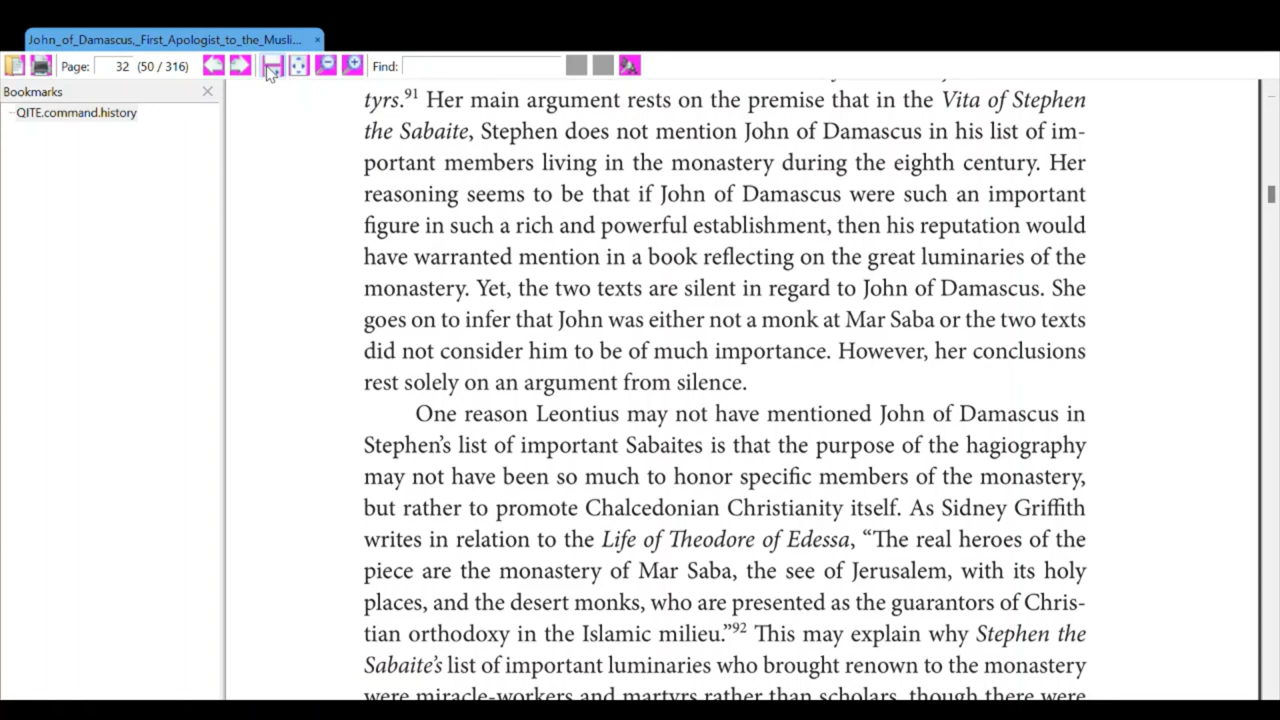 John_of_Damascus,_First_Apologist_to_the_Musli... ×
Page: 32 (50 / 316) Find:
Bookmarks
QITE.command.history
tyrs.91 Her main argument rests on the premise that in the Vita of Stephen
the Sabaite, Stephen does not mention John of Damascus in his list of im-
portant members living in the monastery during the eighth century. Her
reasoning seems to be that if John of Damascus were such an important
figure in such a rich and powerful establishment, then his reputation would
have warranted mention in a book reflecting on the great luminaries of the
monastery. Yet, the two texts are silent in regard to John of Damascus. She
goes on to infer that John was either not a monk at Mar Saba or the two texts
did not consider him to be of much importance. However, her conclusions
rest solely on an argument from silence.
One reason Leontius may not have mentioned John of Damascus in
Stephen’s list of important Sabaites is that the purpose of the hagiography
may not have been so much to honor specific members of the monastery,
but rather to promote Chalcedonian Christianity itself. As Sidney Griffith
writes in relation to the Life of Theodore of Edessa, “The real heroes of the
piece are the monastery of Mar Saba, the see of Jerusalem, with its holy
places, and the desert monks, who are presented as the guarantors of Chris-
tian orthodoxy in the Islamic milieu.”92 This may explain why Stephen the
Sabaite’s list of important luminaries who brought renown to the monastery
were miracle-workers and martyrs rather than scholars, though there were